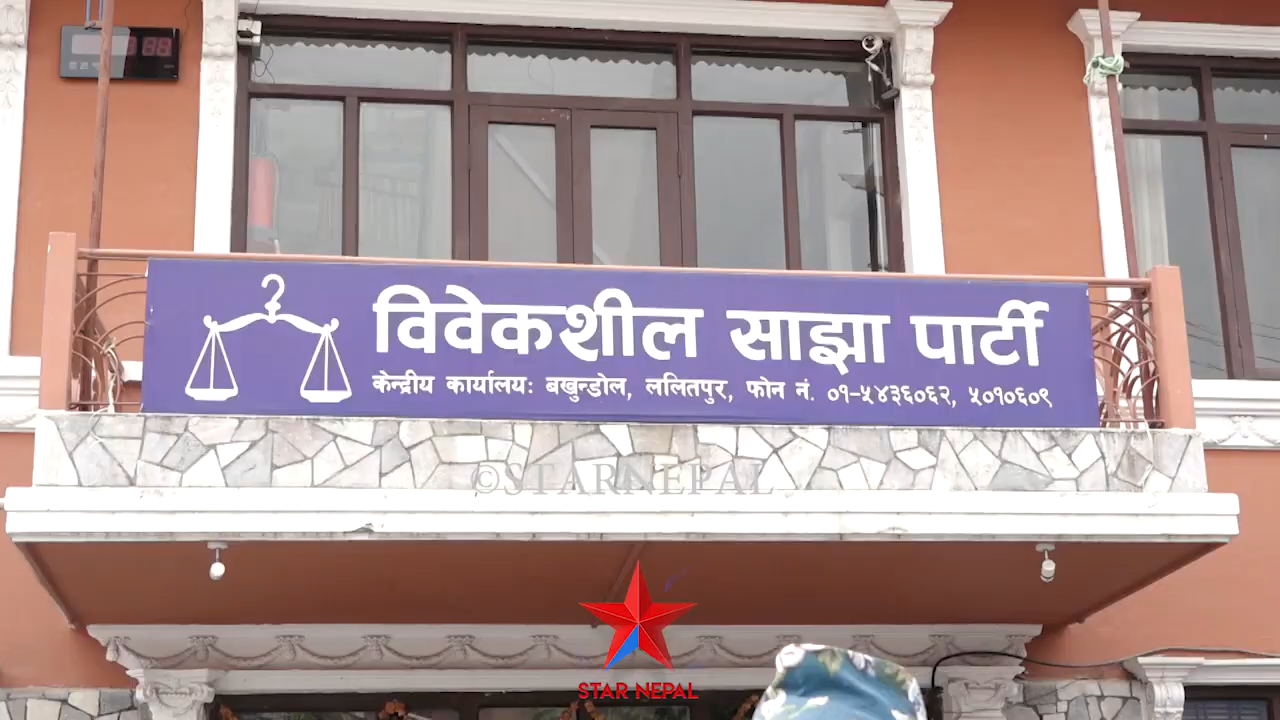 विवेकशील साझा पार्टी
केन्द्रीय कार्यालयः बखुन्डोल, ललितपुर, फोन नं. ०१-५४३६०६२, ५०१०६०९
©STARNEPAL
STAR NEPAL